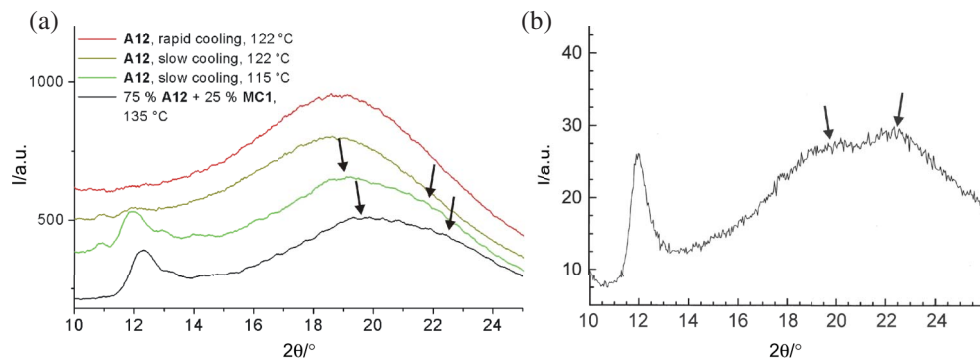 (a).
A12, rapid cooling, 122 °C
A12, slow cooling, 122 °C
A12, slow cooling, 115 °C
75 % A12 + 25 % MC1,
135 °C
1000
500
I/a.u.
10 12 14 16 18 20 22 24
2θ/°
(b).
40
30
20
10
I/a.u.
10 12 14 16 18 20 22 24
2θ/°